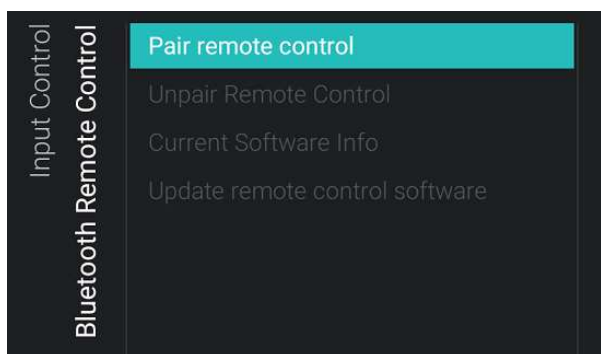 Input Control
Bluetooth Remote Control
Pair remote control
Unpair Remote Control
Current Software Info
Update remote control software